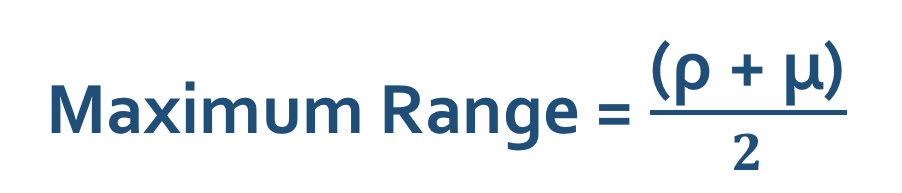 Maximum Range = (ρ + μ)
2